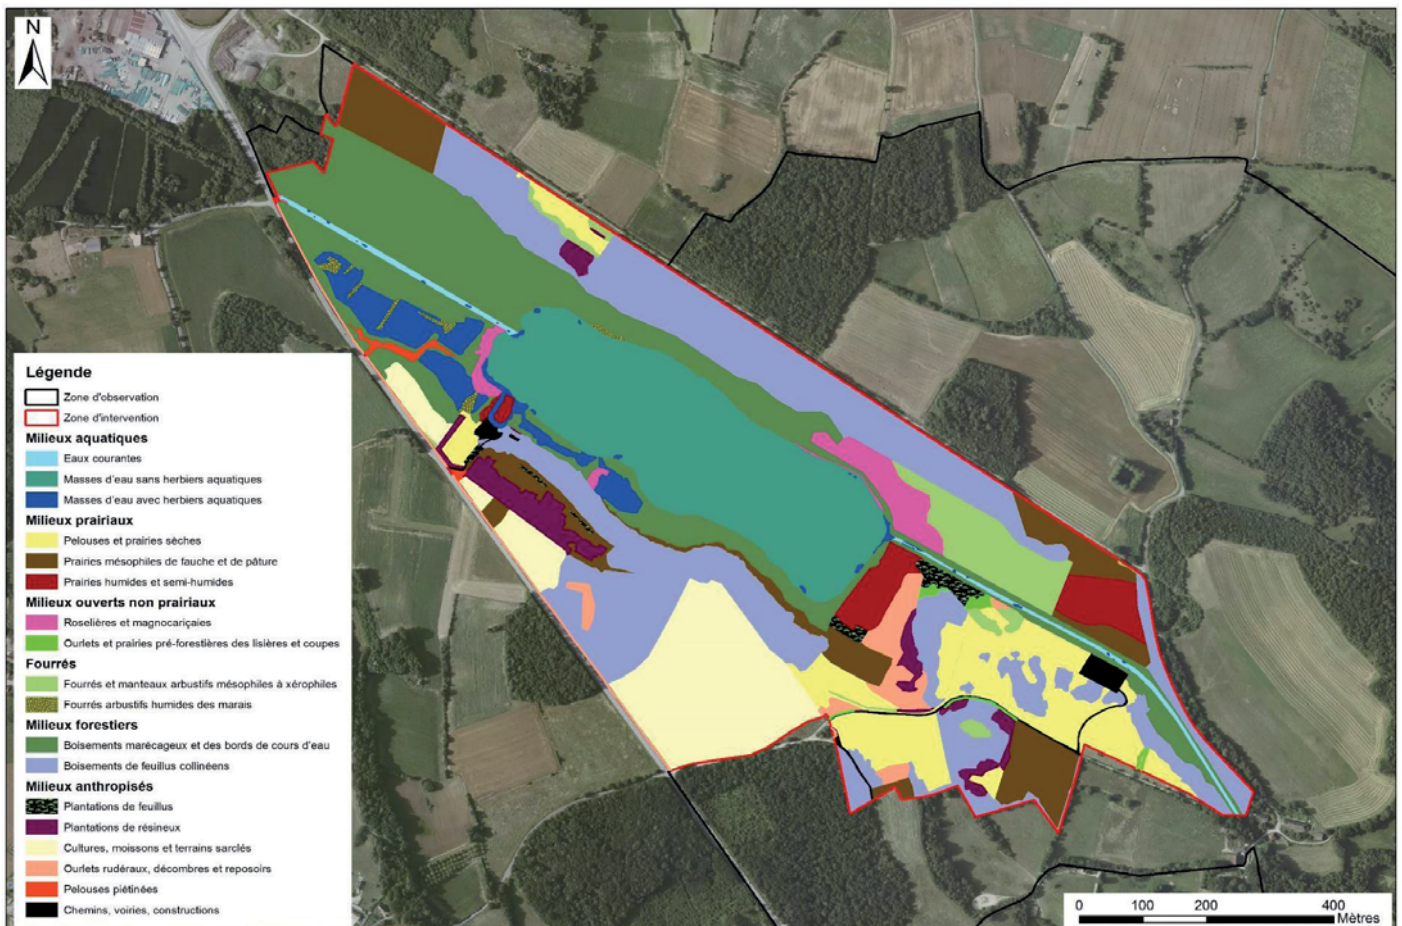 N
Légende
Zone d'observation
Zone d'intervention
Milieux aquatiques
Eaux courantes
Masses d'eau sans herbiers aquatiques
Masses d'eau avec herbiers aquatiques
Milieux prairiaux
Pelouses et prairies sèches
Prairies mésophiles de fauche et de pâture
Prairies humides et semi-humides
Milieux ouverts non prairiaux
Roselières et magnocariçaies
Ourlets et prairies pré-forestières des lisières et coupes
Fourrés
Fourrés et manteaux arbustifs mésophiles à xérophiles
Fourrés arbustifs humides des marais
Milieux forestiers
Boisements marécageux et des bords de cours d'eau
Boisements de feuillus collinéens
Milieux anthropisés
Plantations de feuillus
Plantations de résineux
Cultures, moissons et terrains sarclés
Ourlets rudéraux, décombres et reposoirs
Pelouses piétinées
Chemins, voiries, constructions
0 100 200 400
Mètres